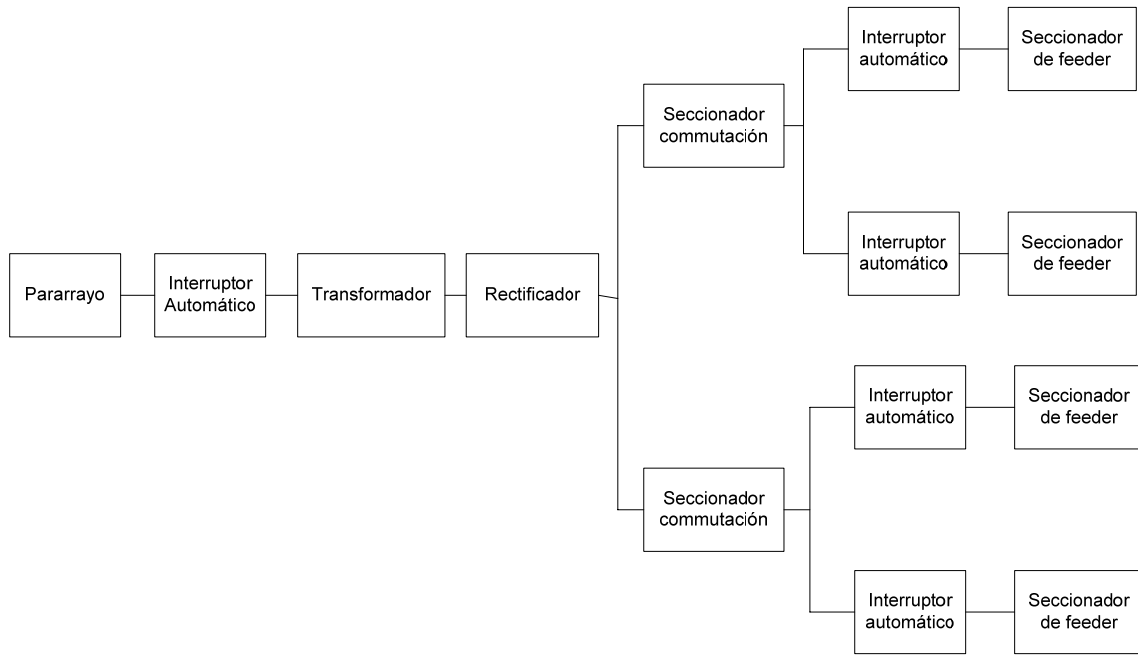 Interruptor
automático
Seccionador
de feeder
Seccionador
commutación
Interruptor
automático
Seccionador
de feeder
Pararrayo
Interruptor
Automático
Transformador
Rectificador
Interruptor
automático
Seccionador
de feeder
Seccionador
commutación
Interruptor
automático
Seccionador
de feeder